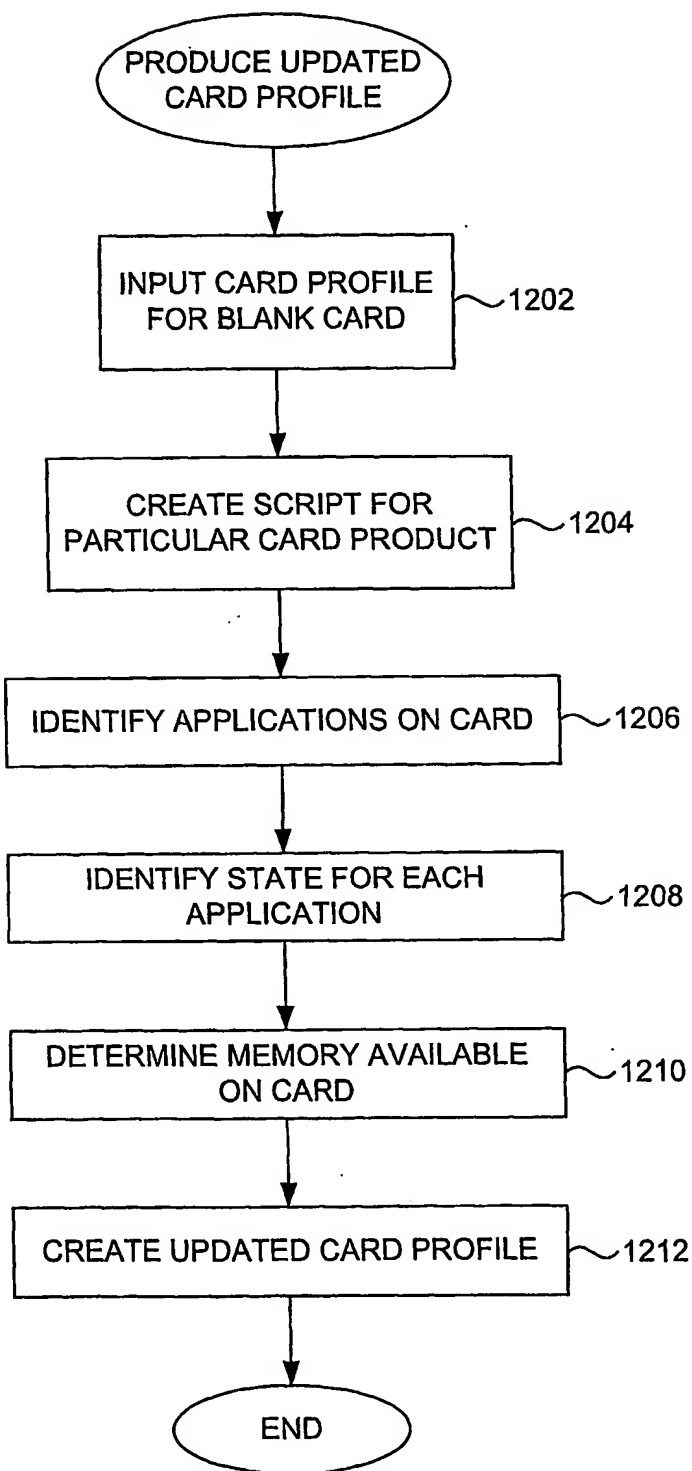 PRODUCE UPDATED
CARD PROFILE
INPUT CARD PROFILE
FOR BLANK CARD
1202
CREATE SCRIPT FOR
PARTICULAR CARD PRODUCT
1204
IDENTIFY APPLICATIONS ON CARD
1206
IDENTIFY STATE FOR EACH
APPLICATION
1208
DETERMINE MEMORY AVAILABLE
ON CARD
1210
CREATE UPDATED CARD PROFILE
1212
END